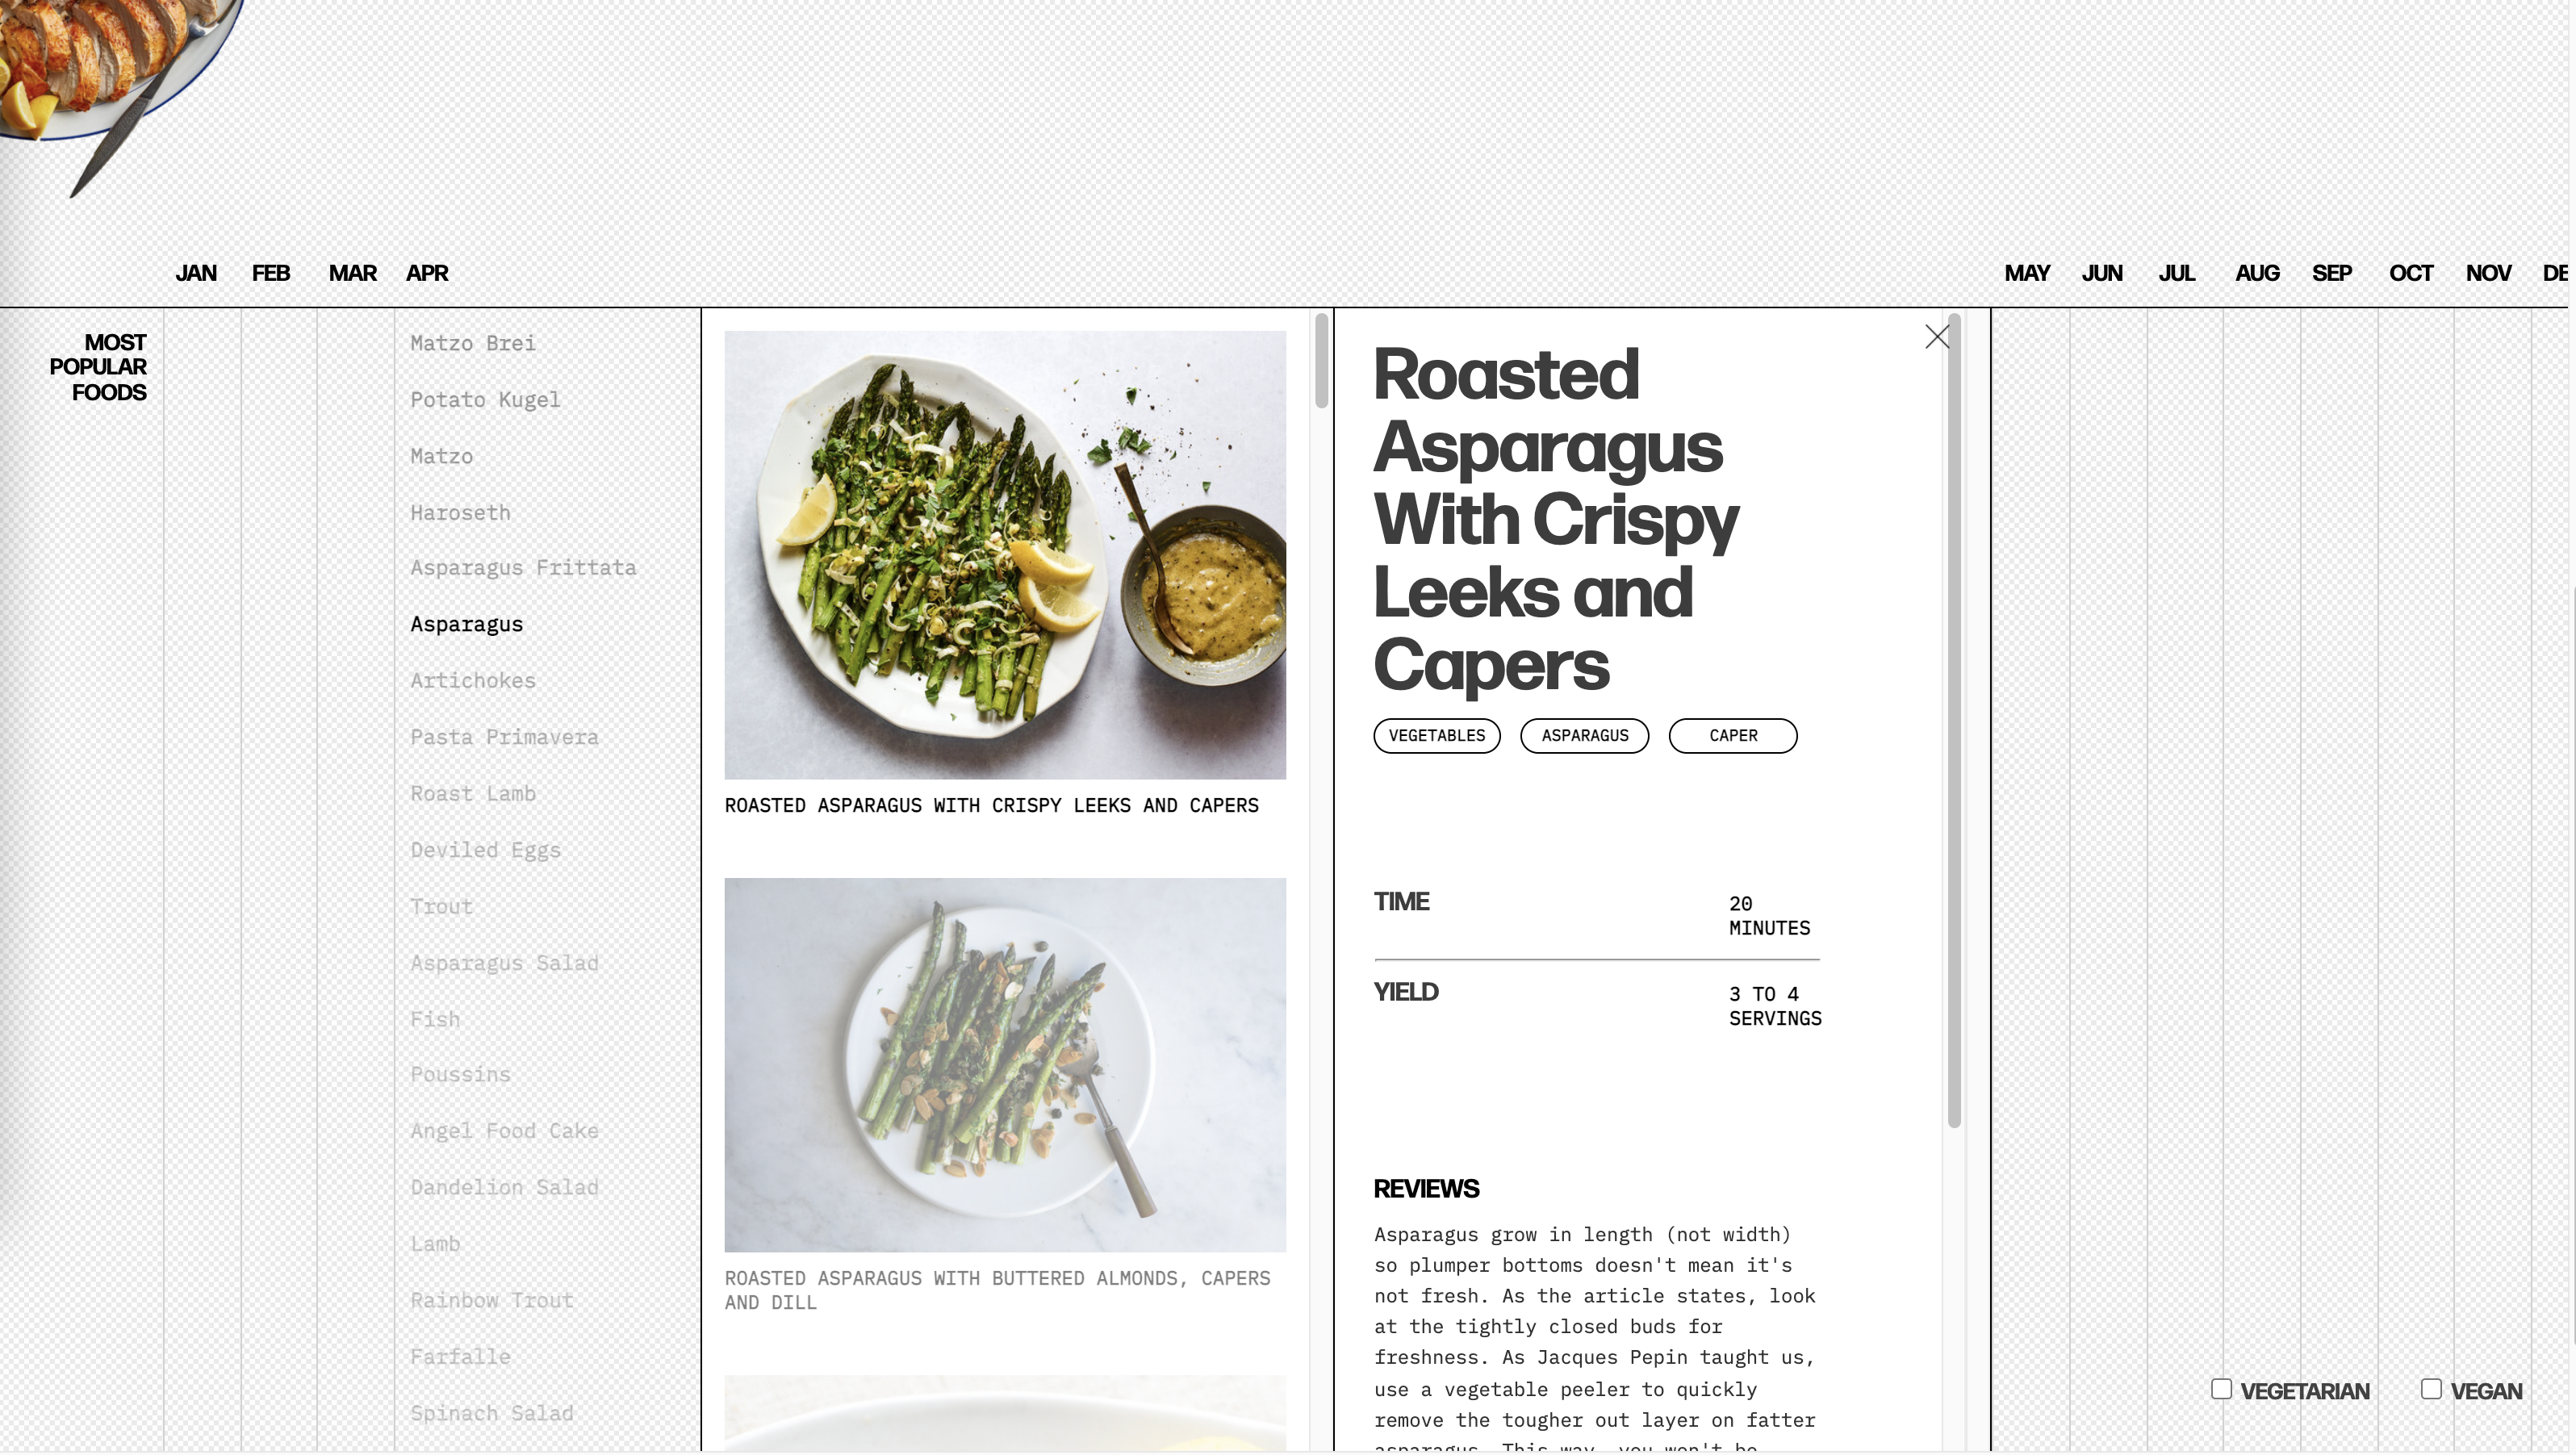 JAN FEB MAR APR MAY JUN JUL AUG SEP OCT NOV DE
MOST
POPULAR
FOODS
Matzo Brei
Potato Kugel
Matzo
Haroseth
Asparagus Frittata
Asparagus
Artichokes
Pasta Primavera
Roast Lamb
Deviled Eggs
Trout
Asparagus Salad
Fish
Poussins
Angel Food Cake
Dandelion Salad
Lamb
Rainbow Trout
Farfalle
Spinach Salad
ROASTED ASPARAGUS WITH CRISPY LEEKS AND CAPERS
ROASTED ASPARAGUS WITH BUTTERED ALMONDS, CAPERS
AND DILL
Roasted
Asparagus
With Crispy
Leeks and
Capers
VEGETABLES ASPARAGUS CAPER
TIME 20
MINUTES
YIELD 3 TO 4
SERVINGS
REVIEWS
Asparagus grow in length (not width)
so plumper bottoms doesn't mean it's
not fresh. As the article states, look
at the tightly closed buds for
freshness. As Jacques Pepin taught us,
use a vegetable peeler to quickly
remove the tougher out layer on fatter
asparagus. This way, you won't be
VEGETARIAN VEGAN